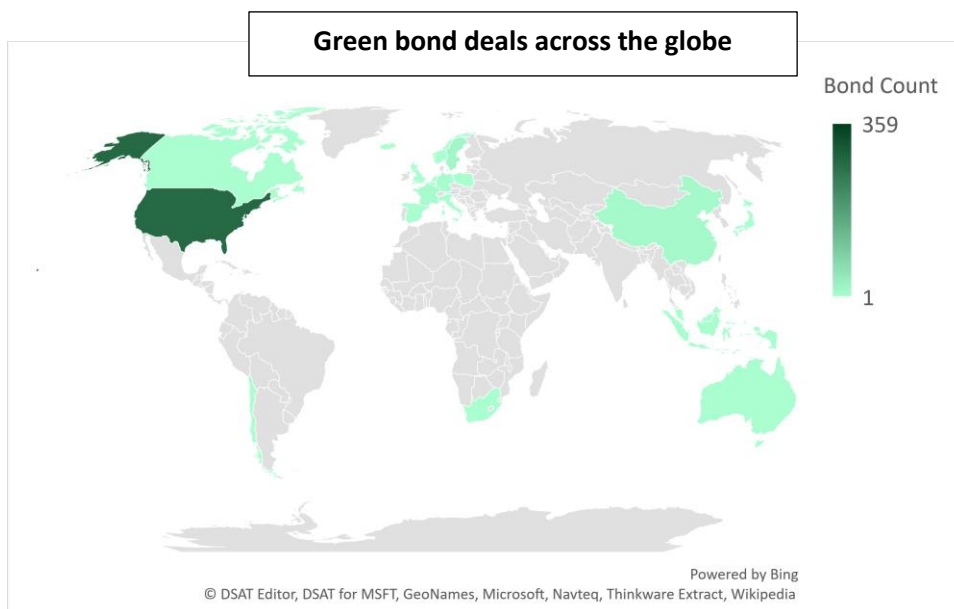 Green bond deals across the globe
Bond Count
359
1
Powered by Bing
© DSAT Editor, DSAT for MSFT, GeoNames, Microsoft, Navteq, Thinkware Extract, Wikipedia